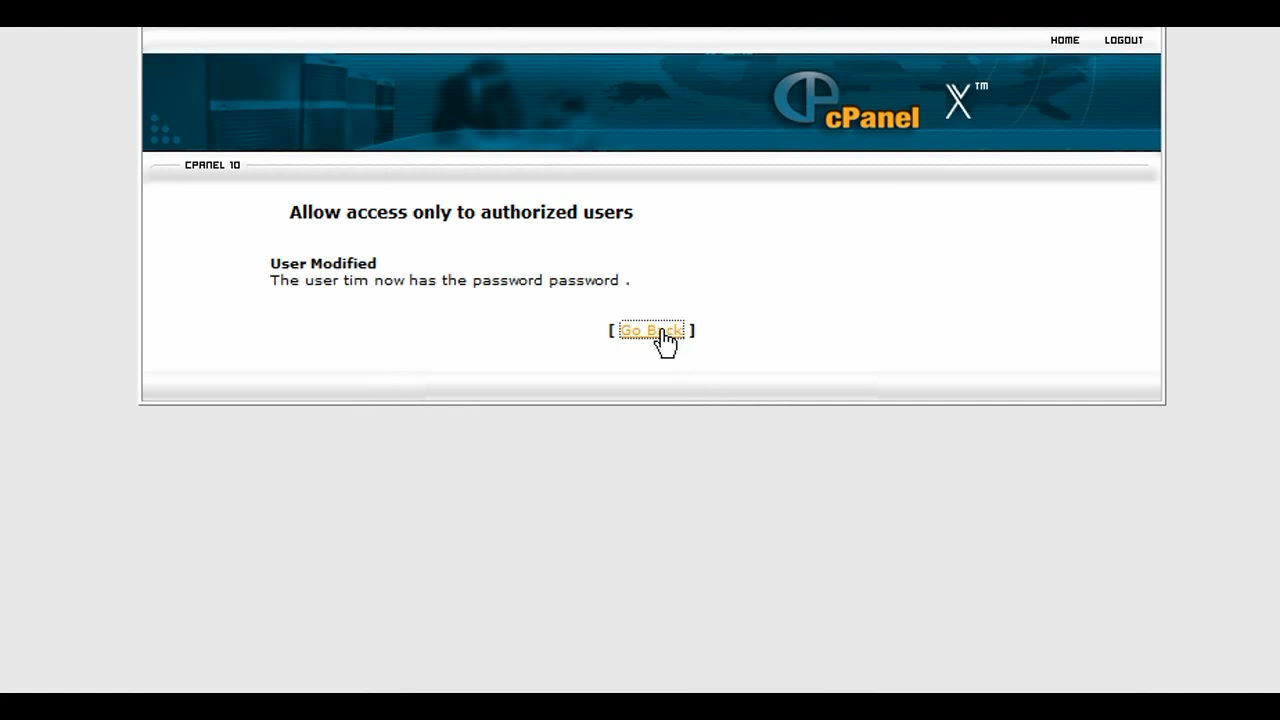 HOME LOGOUT
cPanel X™
CPANEL 10
Allow access only to authorized users
User Modified
The user tim now has the password password .
[ Go Back ]